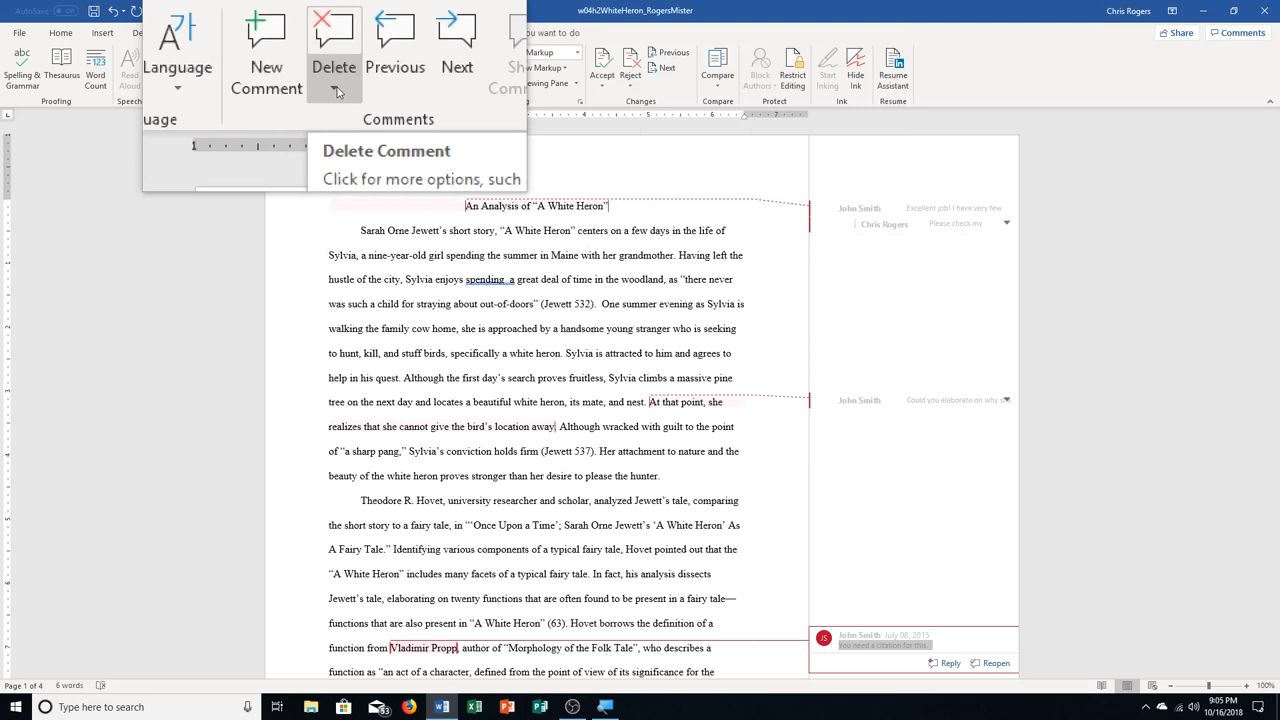 w04h2WhiteHeron - Word
Chris Rogers
File
Home
Insert
you want to do
Share
Comments
Spelling &
Grammar
Thesaurus
Word
Count
Read
Aloud
Proofing
Speech
Language
New
Comment
Delete
Previous
Next
Comments
Delete Comment
Click for more options, such
Markup
Accept
Reject
Previous
Next
Changes
Compare
Compare
Block
Authors
Restrict
Editing
Protect
Start
Inking
Hide
Ink
Ink
Resume
Assistant
Resume
An Analysis of “A White Heron”
Sarah Orne Jewett’s short story, “A White Heron” centers on a few days in the life of
Sylvia, a nine-year-old girl spending the summer in Maine with her grandmother. Having left the
hustle of the city, Sylvia enjoys spending  a great deal of time in the woodland, as “there never
was such a child for straying about out-of-doors” (Jewett 532).  One summer evening as Sylvia is
walking the family cow home, she is approached by a handsome young stranger who is seeking
to hunt, kill, and stuff birds, specifically a white heron. Sylvia is attracted to him and agrees to
help in his quest. Although the first day’s search proves fruitless, Sylvia climbs a massive pine
tree on the next day and locates a beautiful white heron, its mate, and nest. At that point, she
realizes that she cannot give the bird’s location away. Although wracked with guilt to the point
of “a sharp pang,” Sylvia’s conviction holds firm (Jewett 537). Her attachment to nature and the
beauty of the white heron proves stronger than her desire to please the hunter.
Theodore R. Hovet, university researcher and scholar, analyzed Jewett’s tale, comparing
the short story to a fairy tale, in “‘Once Upon a Time’; Sarah Orne Jewett’s ‘A White Heron’ As
A Fairy Tale.” Identifying various components of a typical fairy tale, Hovet pointed out that the
“A White Heron” includes many facets of a typical fairy tale. In fact, his analysis dissects
Jewett’s tale, elaborating on twenty functions that are often found to be present in a fairy tale—
functions that are also present in “A White Heron” (63). Hovet borrows the definition of a
function from Vladimir Propp, author of “Morphology of the Folk Tale”, who describes a
function as “an act of a character, defined from the point of view of its significance for the
John Smith Excellent job! I have very few
Chris Rogers Please check my
John Smith Could you elaborate on why she
JS John Smith July 08, 2015
You need a citation for this.
Reply Reopen
Page 1 of 4 6 words
100%
Type here to search
53
9:05 PM
10/16/2018